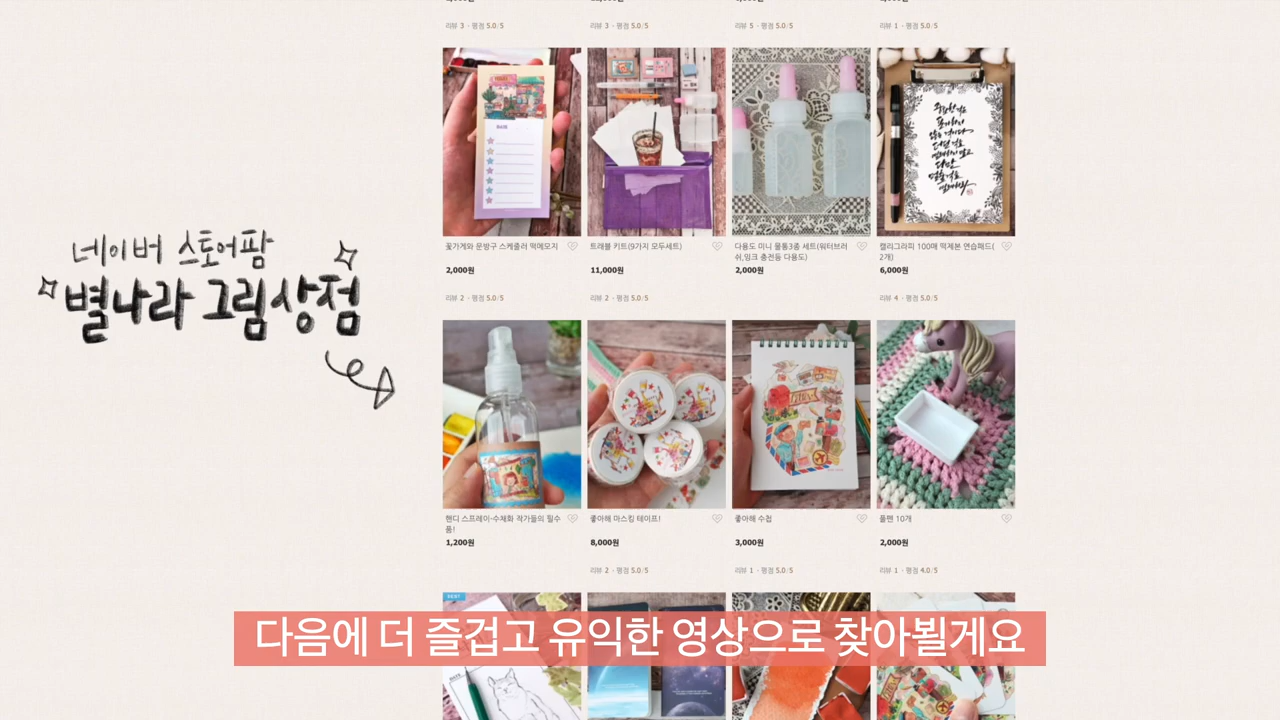 리뷰 3 · 평점 5.0/5
리뷰 3 · 평점 5.0/5
리뷰 5 · 평점 5.0/5
리뷰 1 · 평점 5.0/5
네이버 스토어팜
별나라 그림상점
꽃가게와 문방구 스케줄러 떡메모지
2,000원
리뷰 2 · 평점 5.0/5
트래블 키트(9가지 모두세트)
11,000원
리뷰 2 · 평점 5.0/5
다용도 미니 물통3종 세트(워터브러
쉬,잉크 충전등 다용도)
2,000원
캘리그라피 100매 떡제본 연습패드(
2개)
6,000원
리뷰 4 · 평점 5.0/5
핸디 스프레이-수채화 작가들의 필수
품!
1,200원
좋아해 마스킹 테이프!
8,000원
리뷰 2 · 평점 5.0/5
좋아해 수첩
3,000원
리뷰 1 · 평점 5.0/5
풀팬 10개
2,000원
리뷰 1 · 평점 4.0/5
BEST
다음에 더 즐겁고 유익한 영상으로 찾아뵐게요